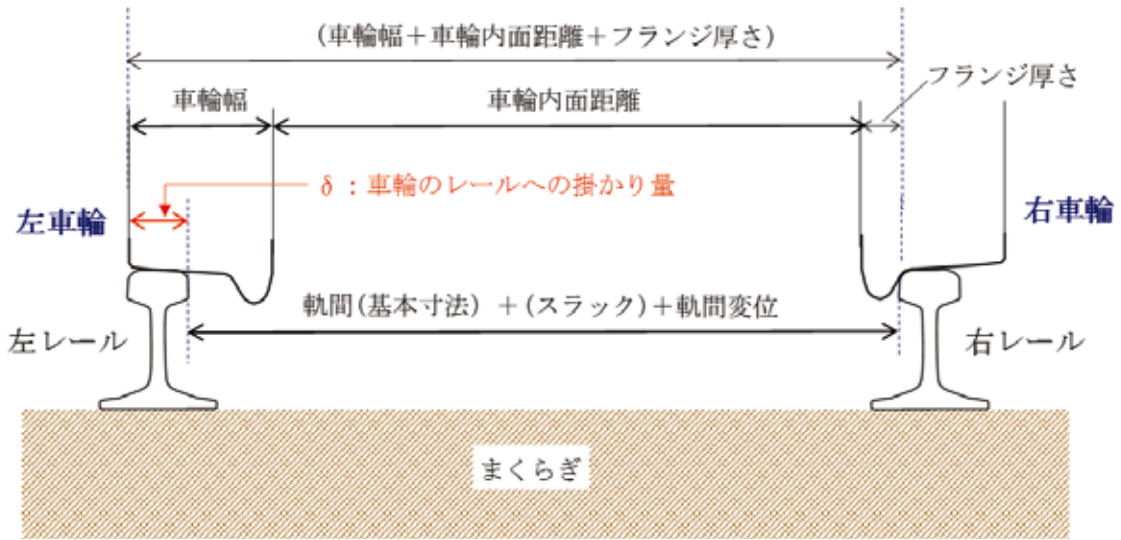 (車輪幅+車輪内面距離+フランジ厚さ)
フランジ厚さ
車輪幅
車輪内面距離
δ:車輪のレールへの掛かり量
左車輪
右車輪
軌間(基本寸法)+(スラック)+軌間変位
左レール
右レール
まくらぎ